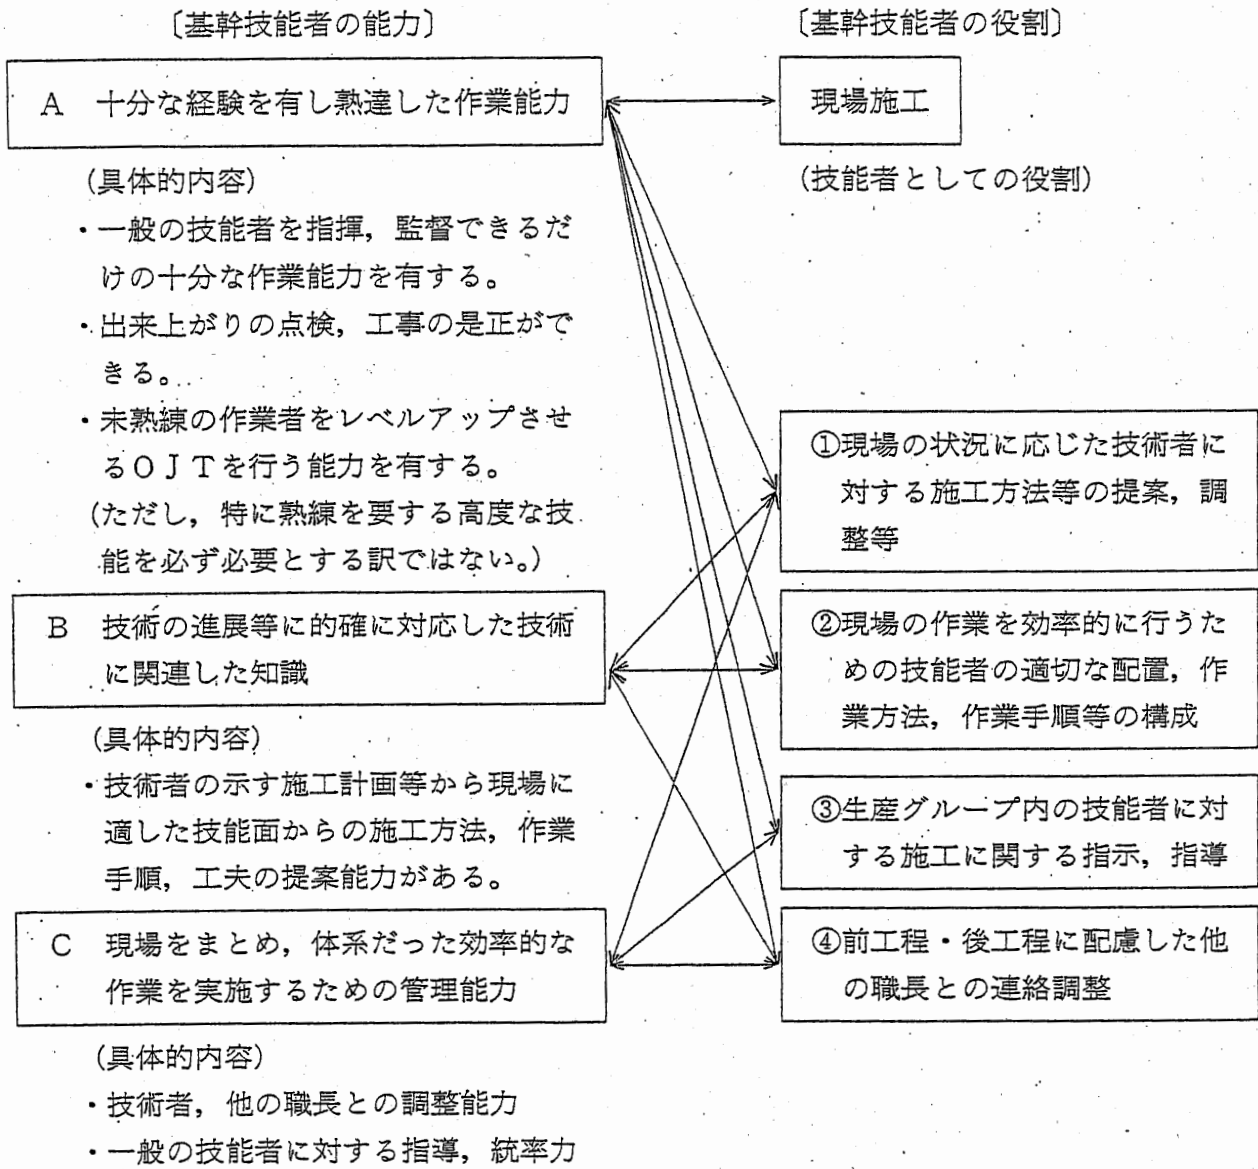 〔基幹技能者の能力〕
〔基幹技能者の役割〕
A 十分な経験を有し熟達した作業能力
現場施工
(技能者としての役割)
(具体的内容)
・一般の技能者を指揮,監督できるだ
けの十分な作業能力を有する。
・出来上がりの点検,工事の是正がで
きる。
・未熟練の作業者をレベルアップさせ
るOJTを行う能力を有する。
(ただし,特に熟練を要する高度な技
能を必ず必要とする訳ではない。)
B 技術の進展等に的確に対応した技術
に関連した知識
(具体的内容)
・技術者の示す施工計画等から現場に
適した技能面からの施工方法,作業
手順,工夫の提案能力がある。
C 現場をまとめ,体系だった効率的な
作業を実施するための管理能力
(具体的内容)
・技術者,他の職長との調整能力
・一般の技能者に対する指導,統率力
①現場の状況に応じた技術者に
対する施工方法等の提案,調
整等
②現場の作業を効率的に行うた
めの技能者の適切な配置,作
業方法,作業手順等の構成
③生産グループ内の技能者に対
する施工に関する指示,指導
④前工程・後工程に配慮した他
の職長との連絡調整